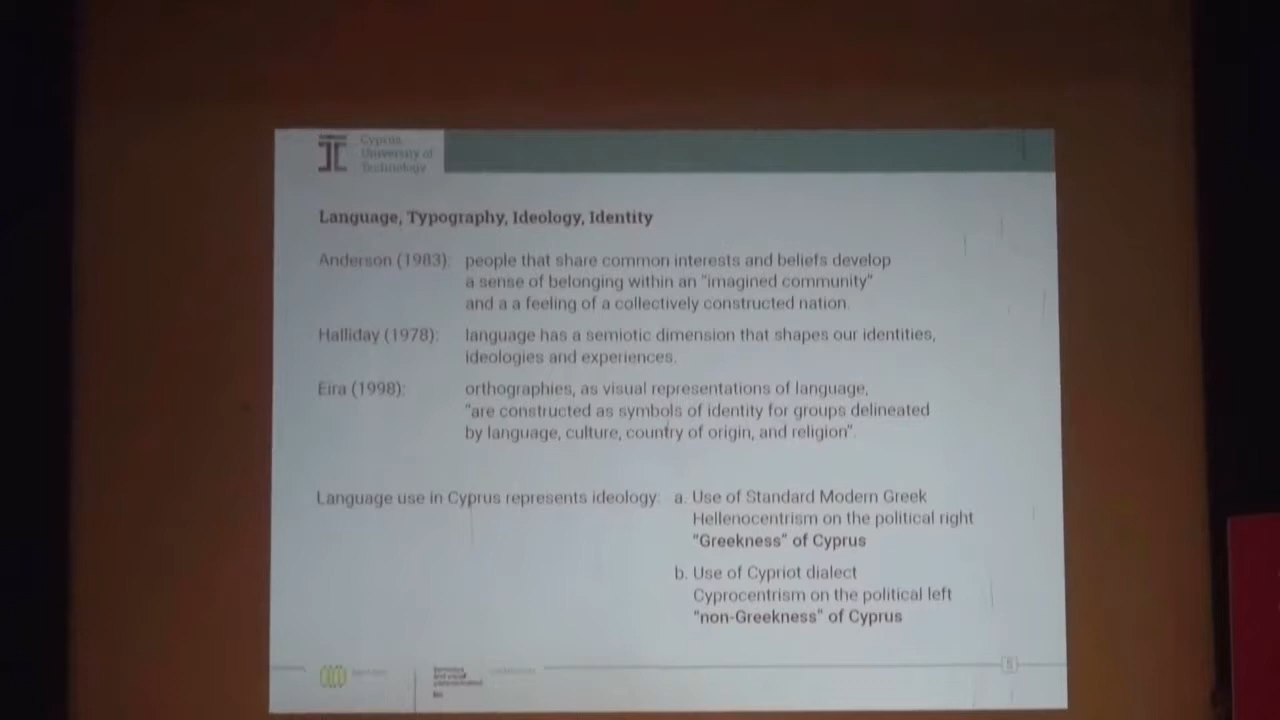 Cyprus
University of
Technology
Language, Typography, Ideology, Identity
Anderson (1983): people that share common interests and beliefs develop
a sense of belonging within an "imagined community"
and a a feeling of a collectively constructed nation.
Halliday (1978): language has a semiotic dimension that shapes our identities,
ideologies and experiences.
Eira (1998): orthographies, as visual representations of language,
"are constructed as symbols of identity for groups delineated
by language, culture, country of origin, and religion".
Language use in Cyprus represents ideology: a. Use of Standard Modern Greek
Hellenocentrism on the political right
"Greekness" of Cyprus
b. Use of Cypriot dialect
Cyprocentrism on the political left
"non-Greekness" of Cyprus
and visual
5